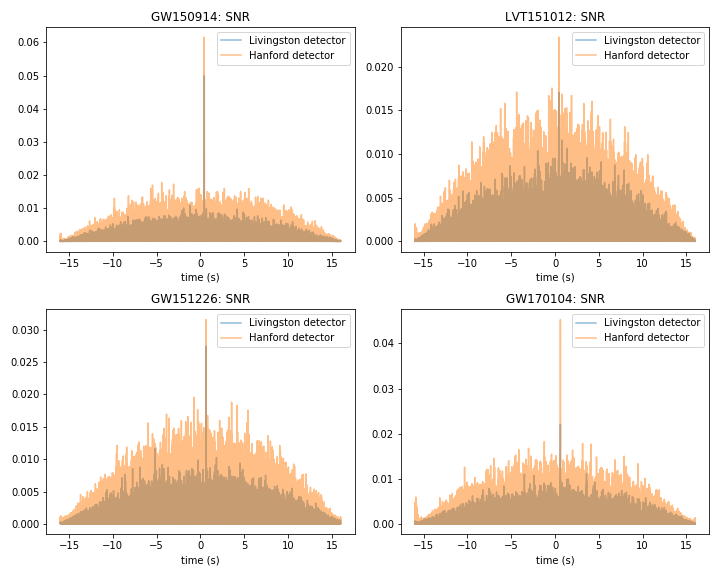 GW150914: SNR
Livingston detector
Hanford detector
0.06
0.05
0.04
0.03
0.02
0.01
0.00
−15 −10 −5 0 5 10 15
time (s)
LVT151012: SNR
Livingston detector
Hanford detector
0.020
0.015
0.010
0.005
0.000
−15 −10 −5 0 5 10 15
time (s)
GW151226: SNR
Livingston detector
Hanford detector
0.030
0.025
0.020
0.015
0.010
0.005
0.000
−15 −10 −5 0 5 10 15
time (s)
GW170104: SNR
Livingston detector
Hanford detector
0.04
0.03
0.02
0.01
0.00
−15 −10 −5 0 5 10 15
time (s)